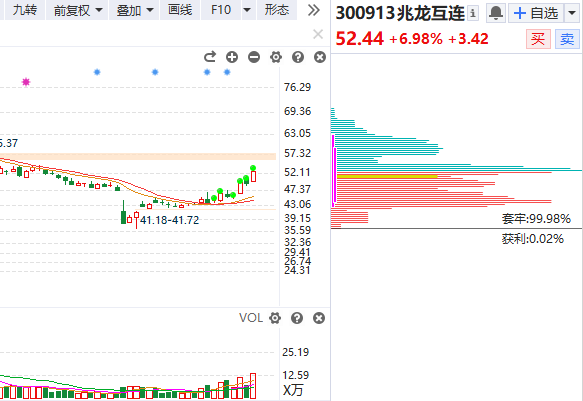 九转 前复权 叠加 画线 F10 形态
300913兆龙互连 自选
52.44 +6.98% +3.42 买 卖
76.29
69.36
63.05
5.37
57.32
52.11
47.37
43.06
41.18-41.72
39.15
35.59
32.36
29.41
26.74
24.31
套牢:99.98%
获利:0.02%
VOL
25.19
12.59
X万